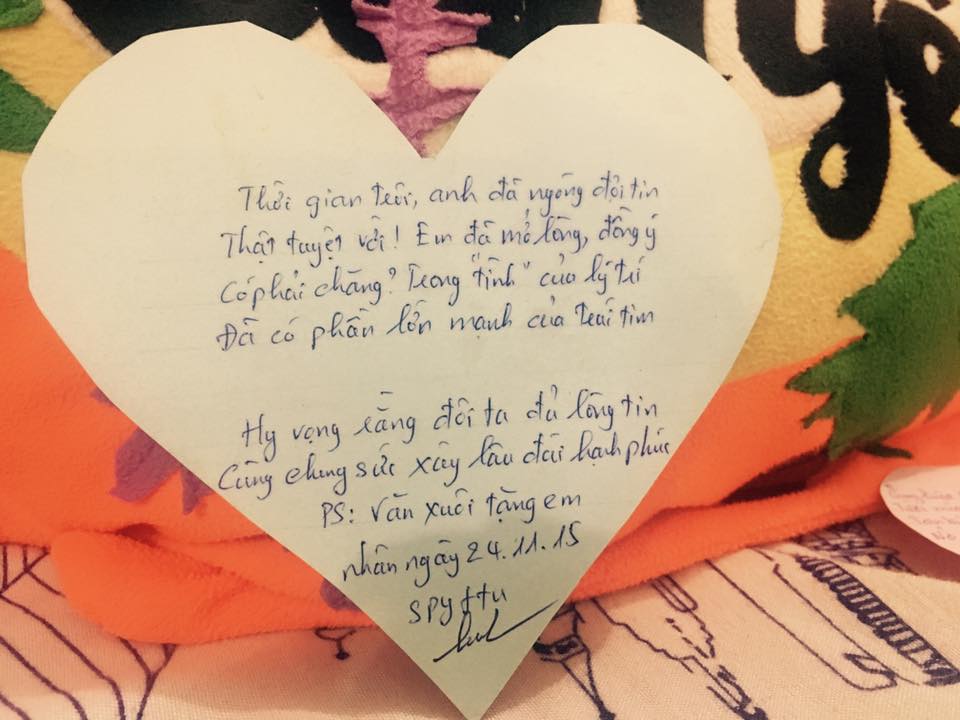 yê
Thời gian trôi, anh đã ngóng đợi tin
Thật tuyệt vời! Em đã mở lòng, đồng ý
Có phải chăng? Trong "tình" của lý trí
Đã có phần lớn mạnh của trái tim
Hy vọng rằng đôi ta đủ lòng tin
Cùng chung sức xây lâu đài hạnh phúc
PS: Văn xuôi tặng em
nhân ngày 24.11.15
SPY ttu